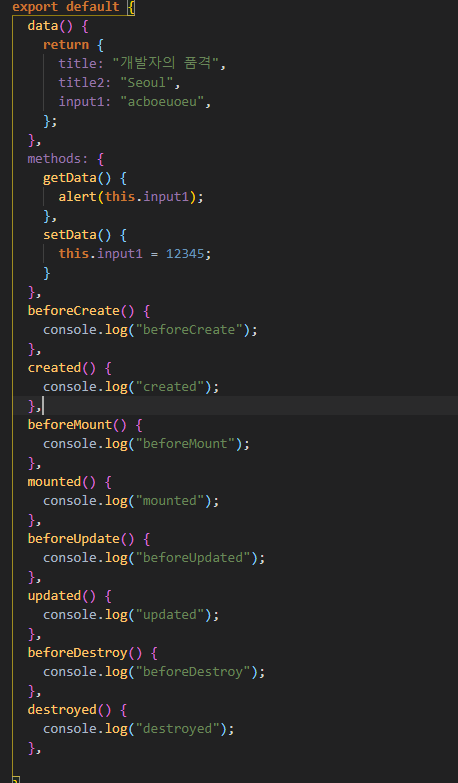 export default {
data() {
return {
title: "개발자의 품격",
title2: "Seoul",
input1: "acboeuoeu",
};
},
methods: {
getData() {
alert(this.input1);
},
setData() {
this.input1 = 12345;
}
},
beforeCreate() {
console.log("beforeCreate");
},
created() {
console.log("created");
},
beforeMount() {
console.log("beforeMount");
},
mounted() {
console.log("mounted");
},
beforeUpdate() {
console.log("beforeUpdated");
},
updated() {
console.log("updated");
},
beforeDestroy() {
console.log("beforeDestroy");
},
destroyed() {
console.log("destroyed");
},
}